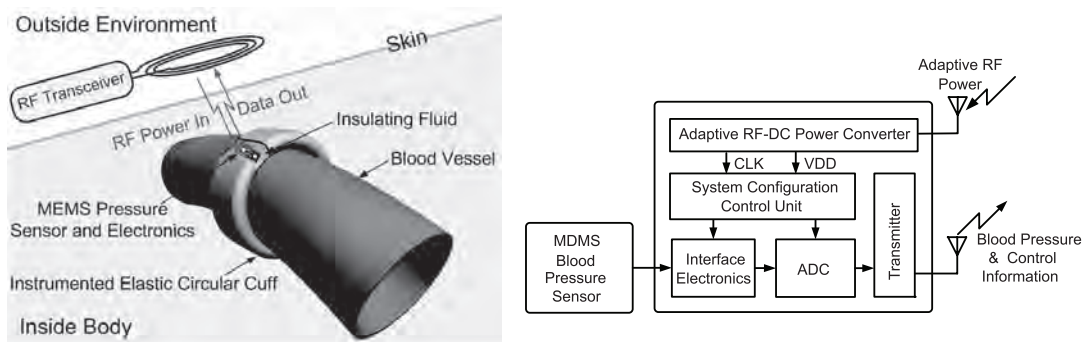 Outside Environment
Skin
RF Transceiver
RF Power In
Data Out
Insulating Fluid
Blood Vessel
MEMS Pressure
Sensor and Electronics
Instrumented Elastic Circular Cuff
Inside Body
Adaptive RF
Power
Adaptive RF-DC Power Converter
CLK
VDD
System Configuration
Control Unit
MDMS
Blood
Pressure
Sensor
Interface
Electronics
ADC
Transmitter
Blood Pressure
& Control
Information